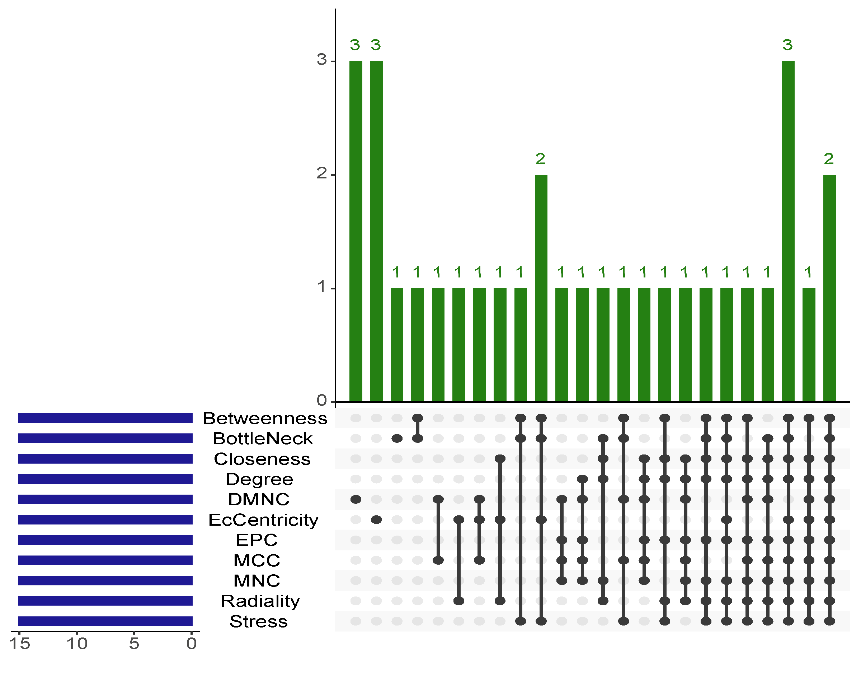 3 3 3
3
2 2
2
1 1 1 1 1 1 1 1 1 1 1 1 1 1 1 1 1 1 1
1
0
Betweenness
BottleNeck
Closeness
Degree
DMNC
EcCentricity
EPC
MCC
MNC
Radiality
Stress
15 10 5 0